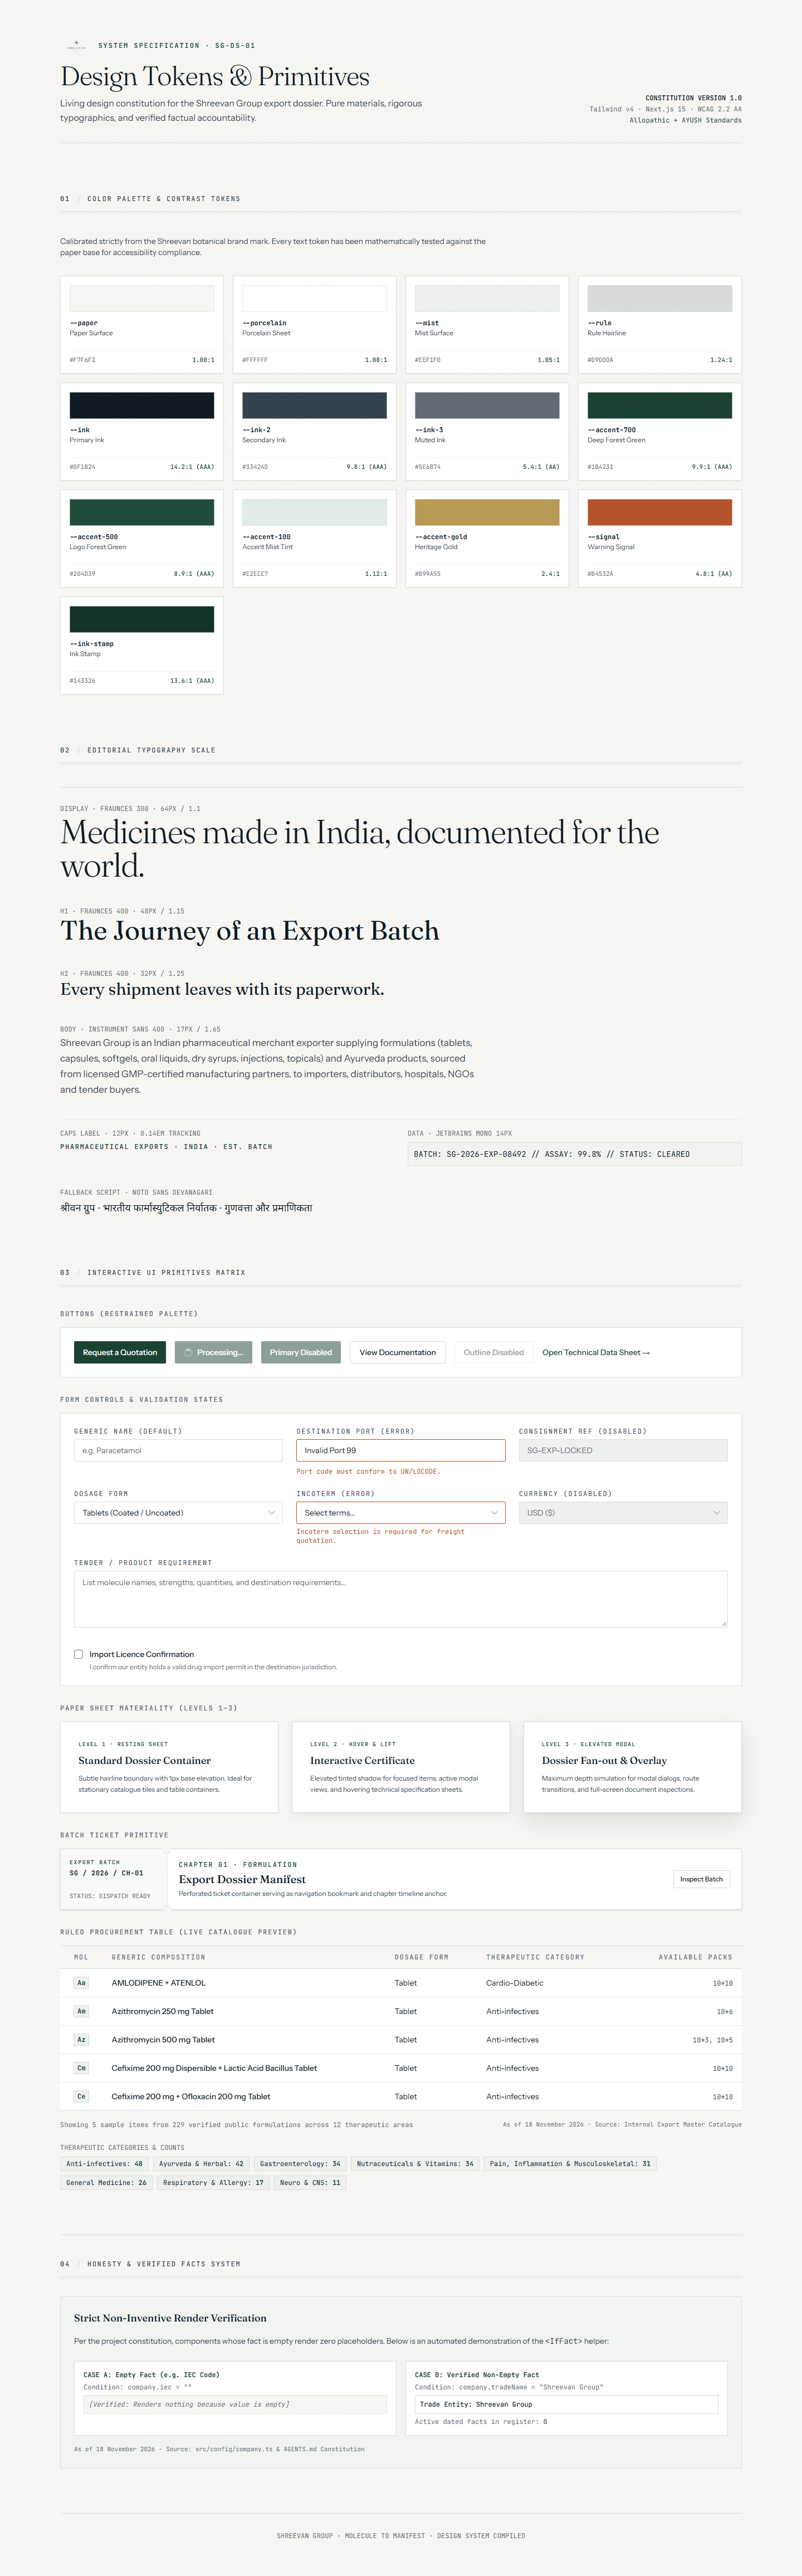 SYSTEM SPECIFICATION · SG-DS-01
Design Tokens & Primitives
Living design constitution for the Shreevan Group export dossier. Pure materials, rigorous
typographics, and verified factual accountability.
CONSTITUTION VERSION 1.0
Tailwind v4 · Next.js 15 · WCAG 2.2 AA
Allopathic + AYUSH Standards
01 / COLOR PALETTE & CONTRAST TOKENS
Calibrated strictly from the Shreevan botanical brand mark. Every text token has been mathematically tested against the
paper base for accessibility compliance.
--paper
Paper Surface
#F7F6F2 1.00:1
--porcelain
Porcelain Sheet
#FFFFFF 1.08:1
--mist
Mist Surface
#EEF1F0 1.05:1
--rule
Rule Hairline
#D9DDDA 1.24:1
--ink
Primary Ink
#0F1B24 14.2:1 (AAA)
--ink-2
Secondary Ink
#33424D 9.8:1 (AAA)
--ink-3
Muted Ink
#5E6B74 5.4:1 (AA)
--accent-700
Deep Forest Green
#1B4231 9.9:1 (AAA)
--accent-500
Logo Forest Green
#204D39 8.9:1 (AAA)
--accent-100
Accent Mist Tint
#E2ECE7 1.12:1
--accent-gold
Heritage Gold
#B99A55 2.4:1
--signal
Warning Signal
#B4532A 4.8:1 (AA)
--ink-stamp
Ink Stamp
#143326 13.6:1 (AAA)
02 / EDITORIAL TYPOGRAPHY SCALE
DISPLAY · FRAUNCES 300 · 64PX / 1.1
Medicines made in India, documented for the
world.
H1 · FRAUNCES 400 · 48PX / 1.15
The Journey of an Export Batch
H2 · FRAUNCES 400 · 32PX / 1.25
Every shipment leaves with its paperwork.
BODY · INSTRUMENT SANS 400 · 17PX / 1.65
Shreevan Group is an Indian pharmaceutical merchant exporter supplying formulations (tablets,
capsules, softgels, oral liquids, dry syrups, injections, topicals) and Ayurveda products, sourced
from licensed GMP-certified manufacturing partners, to importers, distributors, hospitals, NGOs
and tender buyers.
CAPS LABEL · 12PX · 0.14EM TRACKING
PHARMACEUTICAL EXPORTS · INDIA · EST. BATCH
DATA · JETBRAINS MONO 14PX
BATCH: SG-2026-EXP-08492 // ASSAY: 99.8% // STATUS: CLEARED
FALLBACK SCRIPT · NOTO SANS DEVANAGARI
श्रीवन ग्रुप · भारतीय फार्मास्युटिकल निर्यातक · गुणवत्ता और प्रमाणिकता
03 / INTERACTIVE UI PRIMITIVES MATRIX
BUTTONS (RESTRAINED PALETTE)
Request a Quotation Processing... Primary Disabled View Documentation Outline Disabled Open Technical Data Sheet →
FORM CONTROLS & VALIDATION STATES
GENERIC NAME (DEFAULT)
e.g. Paracetamol
DESTINATION PORT (ERROR)
Invalid Port 99
Port code must conform to UN/LOCODE.
CONSIGNMENT REF (DISABLED)
SG-EXP-LOCKED
DOSAGE FORM
Tablets (Coated / Uncoated)
INCOTERM (ERROR)
Select terms...
Incoterm selection is required for freight
quotation.
CURRENCY (DISABLED)
USD ($)
TENDER / PRODUCT REQUIREMENT
List molecule names, strengths, quantities, and destination requirements...
Import Licence Confirmation
I confirm our entity holds a valid drug import permit in the destination jurisdiction.
PAPER SHEET MATERIALITY (LEVELS 1–3)
LEVEL 1 · RESTING SHEET
Standard Dossier Container
Subtle hairline boundary with 1px base elevation. Ideal for
stationary catalogue tiles and table containers.
LEVEL 2 · HOVER & LIFT
Interactive Certificate
Elevated tinted shadow for focused items, active modal
views, and hovering technical specification sheets.
LEVEL 3 · ELEVATED MODAL
Dossier Fan-out & Overlay
Maximum depth simulation for modal dialogs, route
transitions, and full-screen document inspections.
BATCH TICKET PRIMITIVE
EXPORT BATCH
SG / 2026 / CH-01
STATUS: DISPATCH READY
CHAPTER 01 · FORMULATION
Export Dossier Manifest
Perforated ticket container serving as navigation bookmark and chapter timeline anchor.
Inspect Batch
RULED PROCUREMENT TABLE (LIVE CATALOGUE PREVIEW)
MOL GENERIC COMPOSITION DOSAGE FORM THERAPEUTIC CATEGORY AVAILABLE PACKS
Aa AMLODIPENE + ATENLOL Tablet Cardio-Diabetic 10*10
Am Azithromycin 250 mg Tablet Tablet Anti-infectives 10*6
Az Azithromycin 500 mg Tablet Tablet Anti-infectives 10*3, 10*5
Cm Cefixime 200 mg Dispersible + Lactic Acid Bacillus Tablet Tablet Anti-infectives 10*10
Ce Cefixime 200 mg + Ofloxacin 200 mg Tablet Tablet Anti-infectives 10*10
Showing 5 sample items from 229 verified public formulations across 12 therapeutic areas
As of 18 November 2026 · Source: Internal Export Master Catalogue
THERAPEUTIC CATEGORIES & COUNTS
Anti-infectives: 48 Ayurveda & Herbal: 42 Gastroenterology: 34 Nutraceuticals & Vitamins: 34 Pain, Inflammation & Musculoskeletal: 31
General Medicine: 26 Respiratory & Allergy: 17 Neuro & CNS: 11
04 / HONESTY & VERIFIED FACTS SYSTEM
Strict Non-Inventive Render Verification
Per the project constitution, components whose fact is empty render zero placeholders. Below is an automated demonstration of the <IfFact> helper:
CASE A: Empty Fact (e.g. IEC Code)
Condition: company.iec = ""
[Verified: Renders nothing because value is empty]
CASE B: Verified Non-Empty Fact
Condition: company.tradeName = "Shreevan Group"
Trade Entity: Shreevan Group
Active dated facts in register: 0
As of 18 November 2026 · Source: src/config/company.ts & AGENTS.md Constitution
SHREEVAN GROUP · MOLECULE TO MANIFEST · DESIGN SYSTEM COMPILED